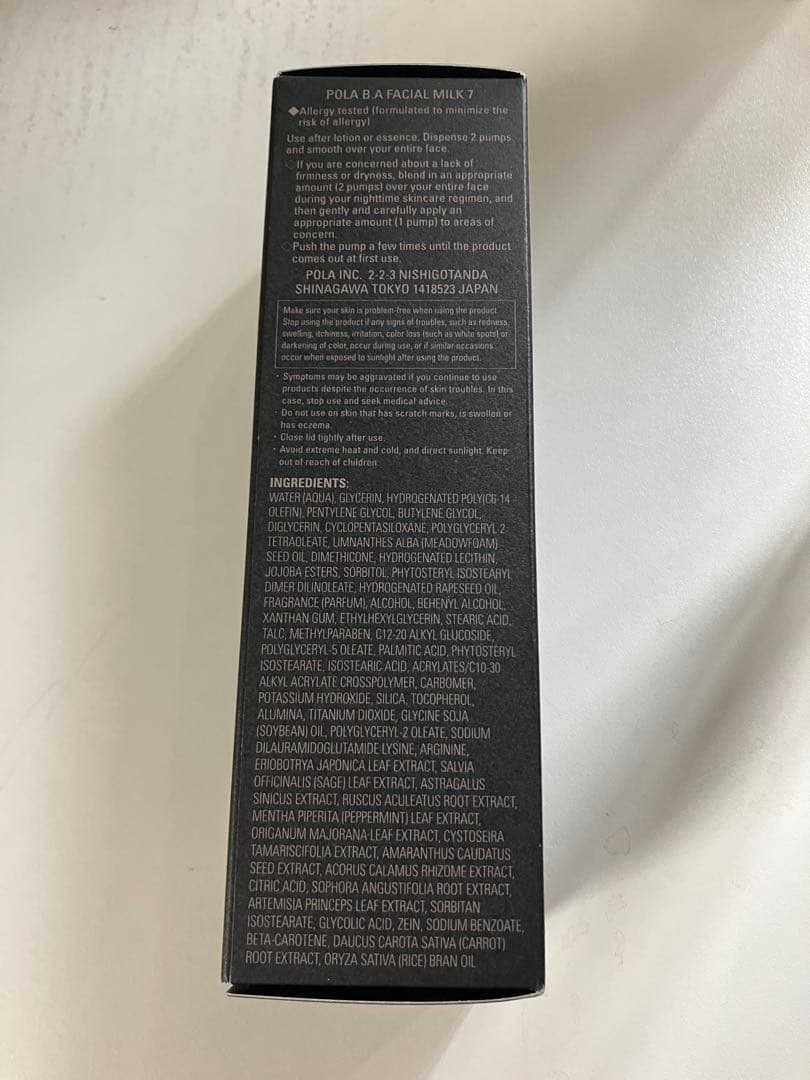 POLA B.A FACIAL MILK 7
◆Allergy tested (formulated to minimize the
risk of allergy)
Use after lotion or essence. Dispense 2 pumps
and smooth over your entire face.
◇If you are concerned about a lack of
firmness or dryness, blend in an appropriate
amount (2 pumps) over your entire face
during your nighttime skincare regimen, and
then gently and carefully apply an
appropriate amount (1 pump) to areas of
concern.
◇Push the pump a few times until the product
comes out at first use.
POLA INC. 2-2-3 NISHIGOTANDA
SHINAGAWA TOKYO 1418523 JAPAN
Make sure your skin is problem-free when using the product.
Stop using the product if any signs of troubles, such as redness,
swelling, itchiness, irritation, color loss (such as white spots) or
darkening of color, occur during use, or if similar occasions
occur when exposed to sunlight after using the product.
· Symptoms may be aggravated if you continue to use
products despite the occurrence of skin troubles. In this
case, stop use and seek medical advice.
· Do not use on skin that has scratch marks, is swollen or
has eczema.
· Close lid tightly after use.
· Avoid extreme heat and cold, and direct sunlight. Keep
out of reach of children.
INGREDIENTS:
WATER (AQUA), GLYCERIN, HYDROGENATED POLY(C6-14
OLEFIN), PENTYLENE GLYCOL, BUTYLENE GLYCOL,
DIGLYCERIN, CYCLOPENTASILOXANE, POLYGLYCERYL-2
TETRAOLEATE, LIMNANTHES ALBA (MEADOWFOAM)
SEED OIL, DIMETHICONE, HYDROGENATED LECITHIN,
JOJOBA ESTERS, SORBITOL, PHYTOSTERYL ISOSTEARYL
DIMER DILINOLEATE, HYDROGENATED RAPESEED OIL,
FRAGRANCE (PARFUM), ALCOHOL, BEHENYL ALCOHOL,
XANTHAN GUM, ETHYLHEXYLGLYCERIN, STEARIC ACID,
TALC, METHYLPARABEN, C12-20 ALKYL GLUCOSIDE,
POLYGLYCERYL-5 OLEATE, PALMITIC ACID, PHYTOSTERYL
ISOSTEARATE, ISOSTEARIC ACID, ACRYLATES/C10-30
ALKYL ACRYLATE CROSSPOLYMER, CARBOMER,
POTASSIUM HYDROXIDE, SILICA, TOCOPHEROL,
ALUMINA, TITANIUM DIOXIDE, GLYCINE SOJA
(SOYBEAN) OIL, POLYGLYCERYL-2 OLEATE, SODIUM
DILAURAMIDOGLUTAMIDE LYSINE, ARGININE,
ERIOBOTRYA JAPONICA LEAF EXTRACT, SALVIA
OFFICINALIS (SAGE) LEAF EXTRACT, ASTRAGALUS
SINICUS EXTRACT, RUSCUS ACULEATUS ROOT EXTRACT,
MENTHA PIPERITA (PEPPERMINT) LEAF EXTRACT,
ORIGANUM MAJORANA LEAF EXTRACT, CYSTOSEIRA
TAMARISCIFOLIA EXTRACT, AMARANTHUS CAUDATUS
SEED EXTRACT, ACORUS CALAMUS RHIZOME EXTRACT,
CITRIC ACID, SOPHORA ANGUSTIFOLIA ROOT EXTRACT,
ARTEMISIA PRINCEPS LEAF EXTRACT, SORBITAN
ISOSTEARATE, GLYCOLIC ACID, ZEIN, SODIUM BENZOATE,
BETA-CAROTENE, DAUCUS CAROTA SATIVA (CARROT)
ROOT EXTRACT, ORYZA SATIVA (RICE) BRAN OIL